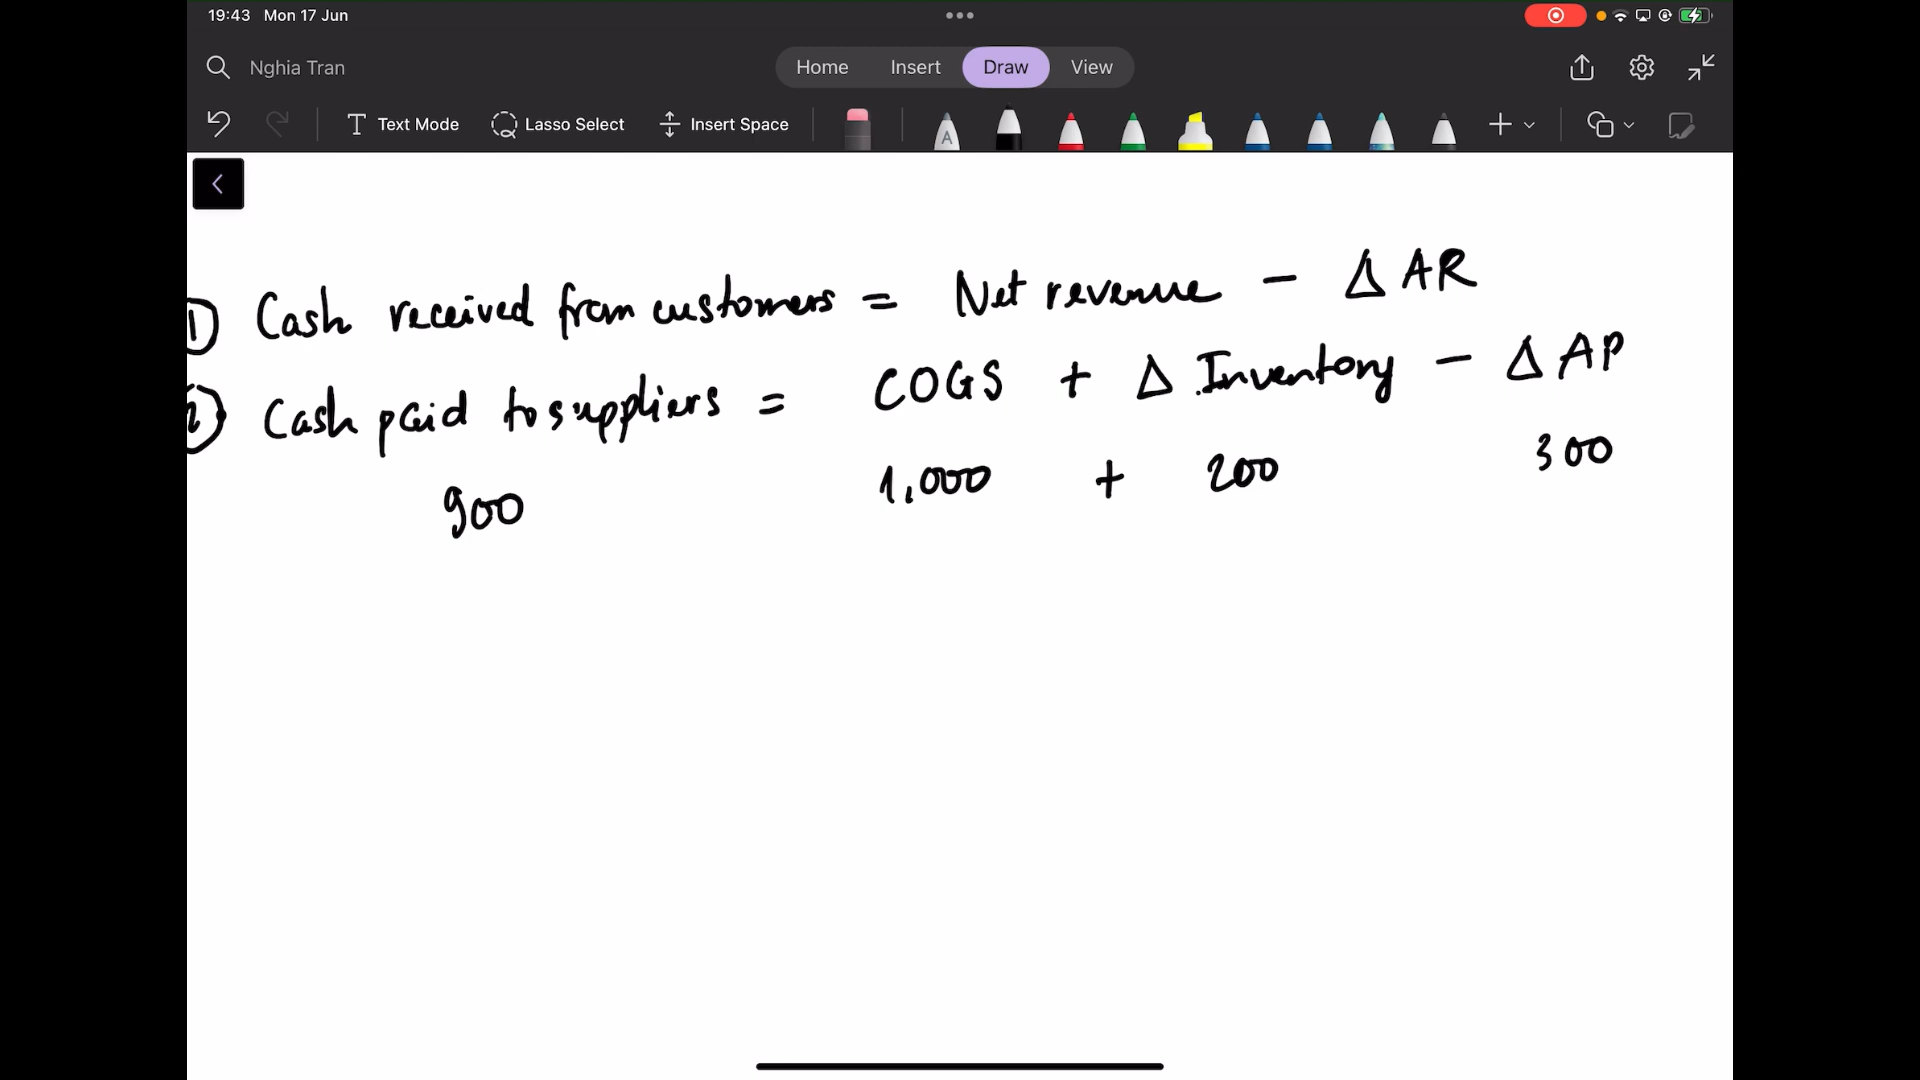 19:43 Mon 17 Jun
Nghia Tran
Home Insert Draw View
Text Mode Lasso Select Insert Space A
① Cash received from customers = Net revenue - Δ AR
② Cash paid to suppliers = COGS + Δ Inventory - Δ AP
900 1,000 + 200 300